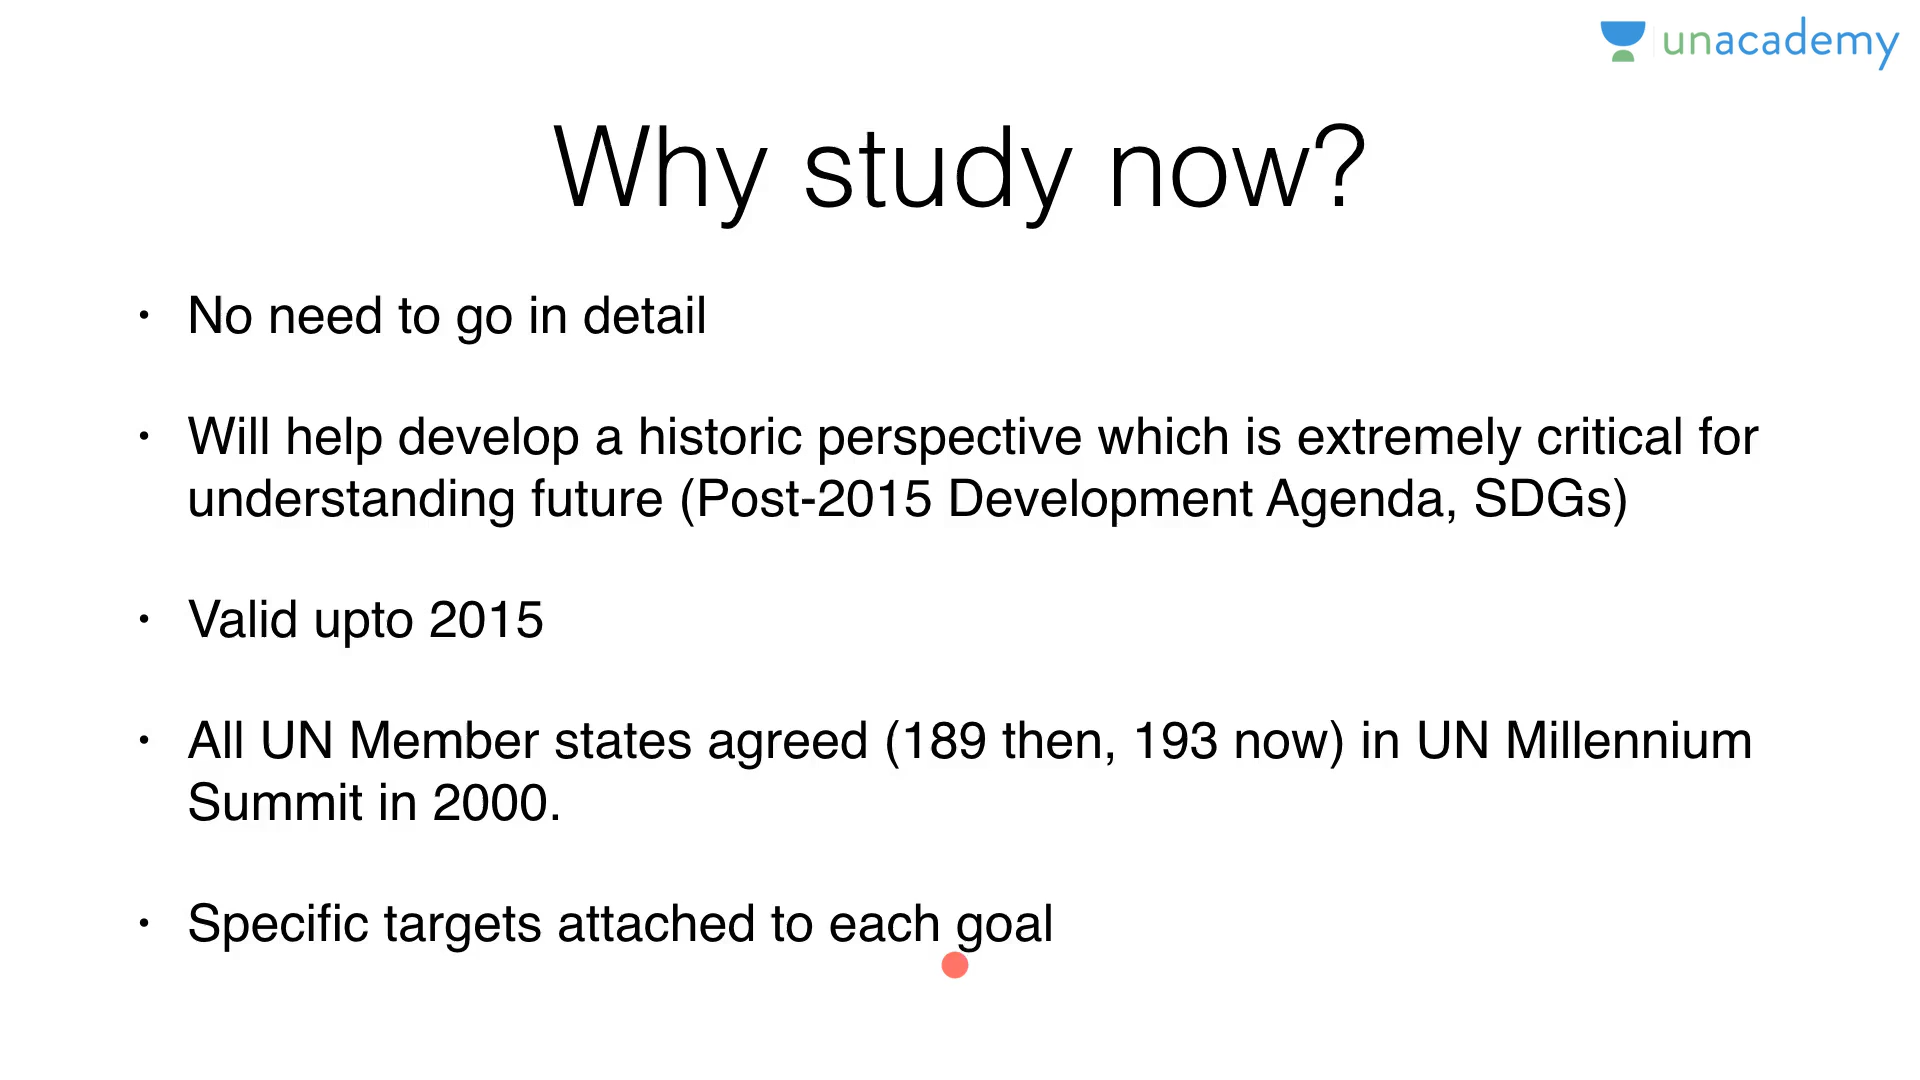 unacademy
Why study now?
• No need to go in detail
• Will help develop a historic perspective which is extremely critical for
understanding future (Post-2015 Development Agenda, SDGs)
• Valid upto 2015
• All UN Member states agreed (189 then, 193 now) in UN Millennium
Summit in 2000.
• Specific targets attached to each goal